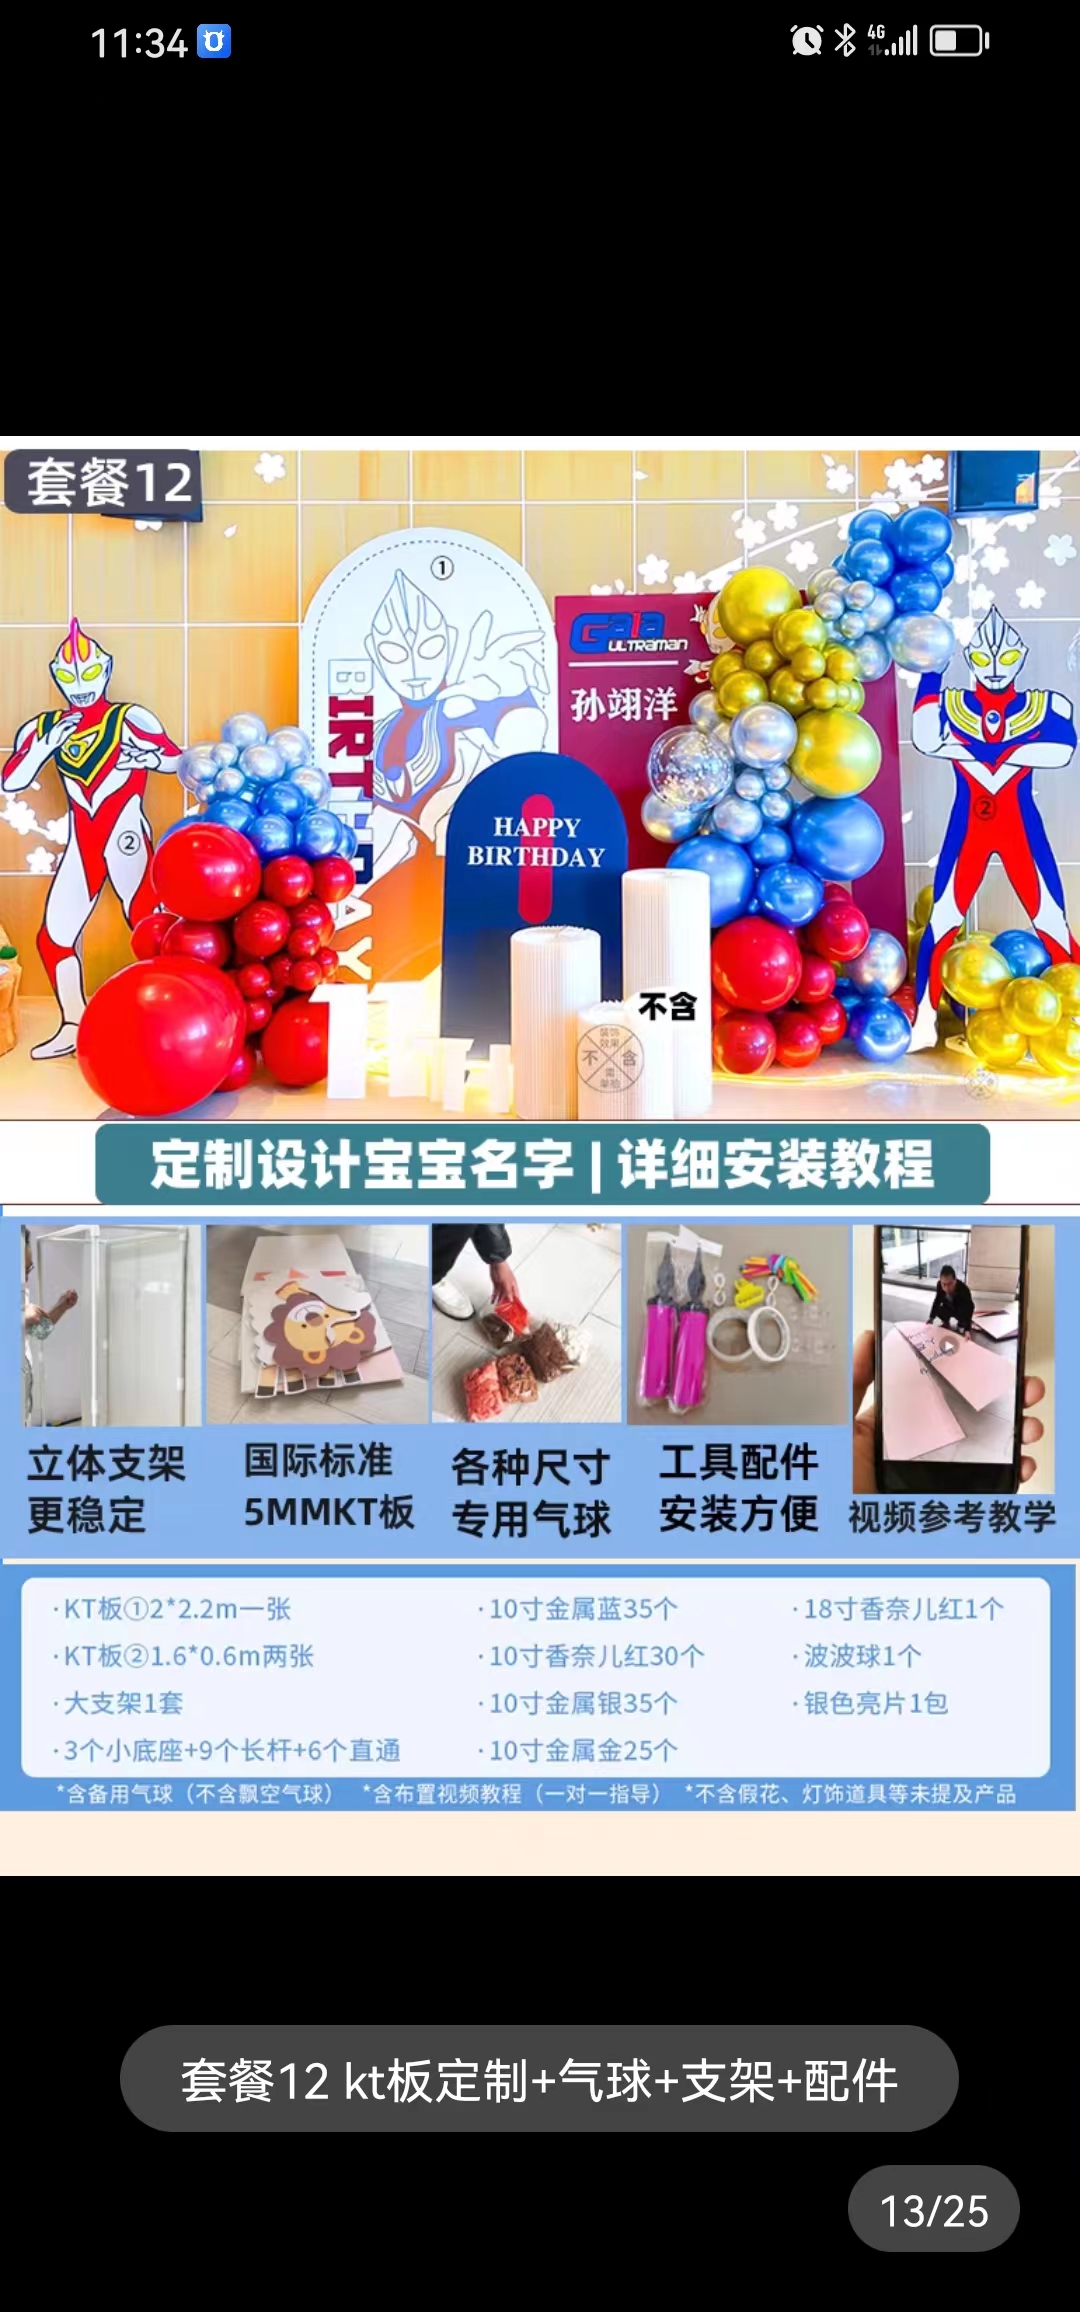 11:34
4G
套餐12
①
Gaia
ULTRAMAN
孙翊洋
BIRTHDAY
HAPPY
BIRTHDAY
②
②
不含
装饰
效果
不含
需
单拍
定制设计宝宝名字 | 详细安装教程
立体支架
更稳定
国际标准
5MMKT板
各种尺寸
专用气球
工具配件
安装方便
视频参考教学
·KT板①2*2.2m一张
·10寸金属蓝35个
·18寸香奈儿红1个
·KT板②1.6*0.6m两张
·10寸香奈儿红30个
·波波球1个
·大支架1套
·10寸金属银35个
·银色亮片1包
·3个小底座+9个长杆+6个直通
·10寸金属金25个
*含备用气球（不含飘空气球） *含布置视频教程（一对一指导） *不含假花、灯饰道具等未提及产品
套餐12 kt板定制+气球+支架+配件
13/25